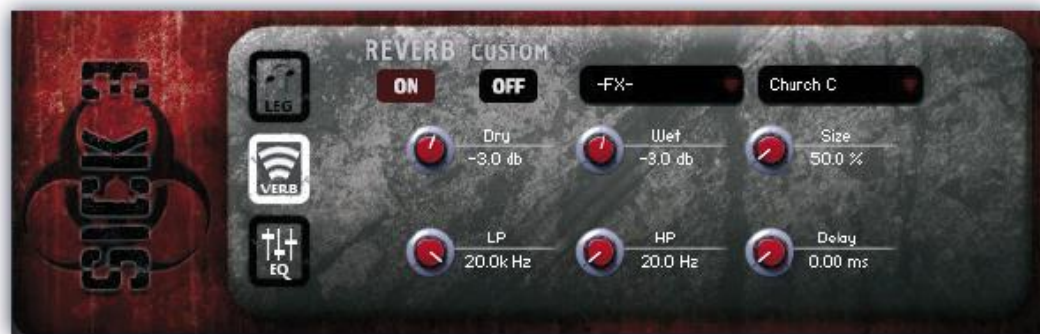 SICK 3
REVERB CUSTOM
ON OFF -FX- Church C
LEG
Dry Wet Size
-3.0 db -3.0 db 50.0 %
VERB
LP HP Delay
20.0k Hz 20.0 Hz 0.00 ms
EQ